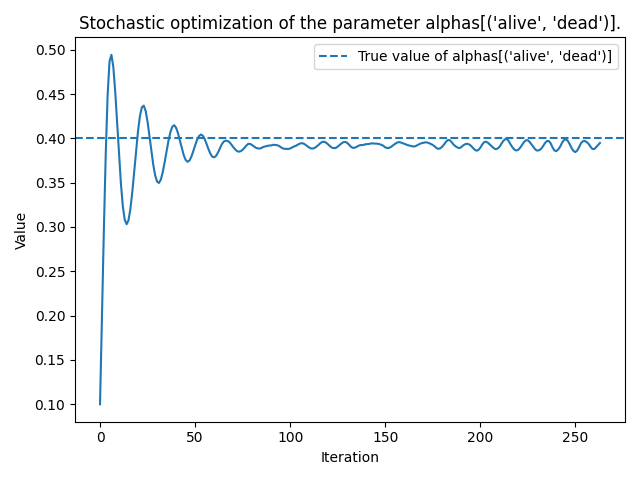 Stochastic optimization of the parameter alphas[('alive', 'dead')].
True value of alphas[('alive', 'dead')]
Value
0.50
0.45
0.40
0.35
0.30
0.25
0.20
0.15
0.10
0 50 100 150 200 250
Iteration